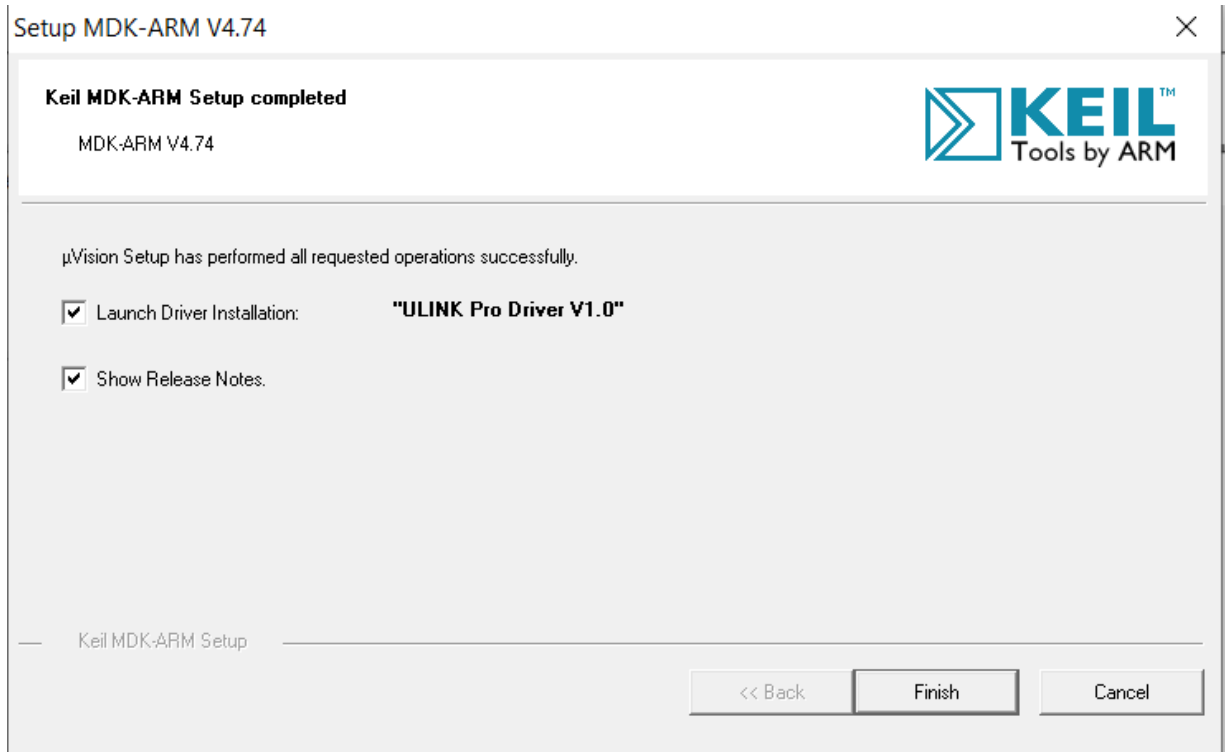 Setup MDK-ARM V4.74
Keil MDK-ARM Setup completed
MDK-ARM V4.74
KEIL™
Tools by ARM
µVision Setup has performed all requested operations successfully.
Launch Driver Installation: "ULINK Pro Driver V1.0"
Show Release Notes.
Keil MDK-ARM Setup
<< Back Finish Cancel